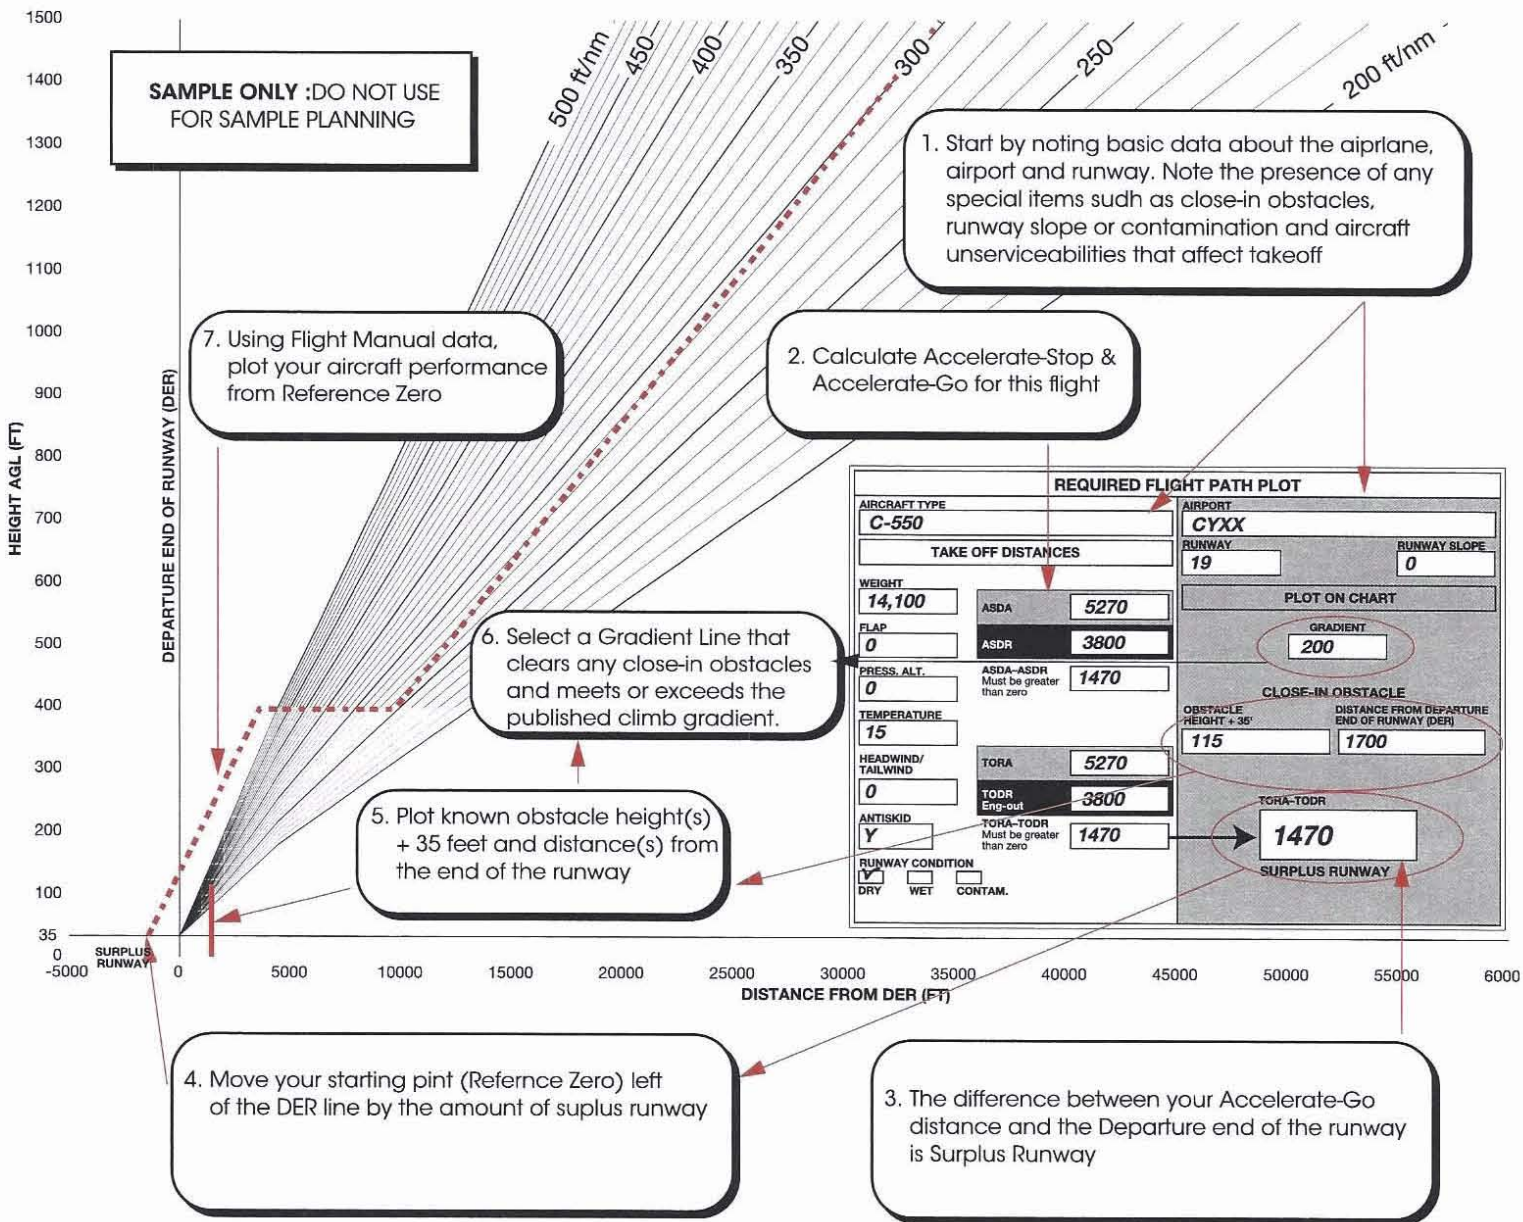 1500
1400
1300
1200
1100
1000
900
800
700
600
500
400
300
200
100
35
0
HEIGHT AGL (FT)
DEPARTURE END OF RUNWAY (DER)
SAMPLE ONLY :DO NOT USE
FOR SAMPLE PLANNING
500 ft/nm
450
400
350
300
250
200 ft/nm
1. Start by noting basic data about the aiprlane,
airport and runway. Note the presence of any
special items sudh as close-in obstacles,
runway slope or contamination and aircraft
unserviceabilities that affect takeoff
7. Using Flight Manual data,
plot your aircraft performance
from Reference Zero
2. Calculate Accelerate-Stop &
Accelerate-Go for this flight
6. Select a Gradient Line that
clears any close-in obstacles
and meets or exceeds the
published climb gradient.
5. Plot known obstacle height(s)
+ 35 feet and distance(s) from
the end of the runway
REQUIRED FLIGHT PATH PLOT
AIRCRAFT TYPE
C-550
TAKE OFF DISTANCES
WEIGHT
14,100
FLAP
0
PRESS. ALT.
0
TEMPERATURE
15
HEADWIND/
TAILWIND
0
ANTISKID
Y
RUNWAY CONDITION
DRY WET CONTAM.
ASDA 5270
ASDR 3800
ASDA–ASDR
Must be greater
than zero
1470
TORA 5270
TODR
Eng-out
3800
TORA–TODR
Must be greater
than zero
1470
AIRPORT
CYXX
RUNWAY
19
RUNWAY SLOPE
0
PLOT ON CHART
GRADIENT
200
CLOSE-IN OBSTACLE
OBSTACLE
HEIGHT + 35'
115
DISTANCE FROM DEPARTURE
END OF RUNWAY (DER)
1700
TORA–TODR
1470
SURPLUS RUNWAY
SURPLUS
RUNWAY
-5000 0 5000 10000 15000 20000 25000 30000 35000 40000 45000 50000 55000 6000
DISTANCE FROM DER (FT)
4. Move your starting pint (Refernce Zero) left
of the DER line by the amount of suplus runway
3. The difference between your Accelerate-Go
distance and the Departure end of the runway
is Surplus Runway